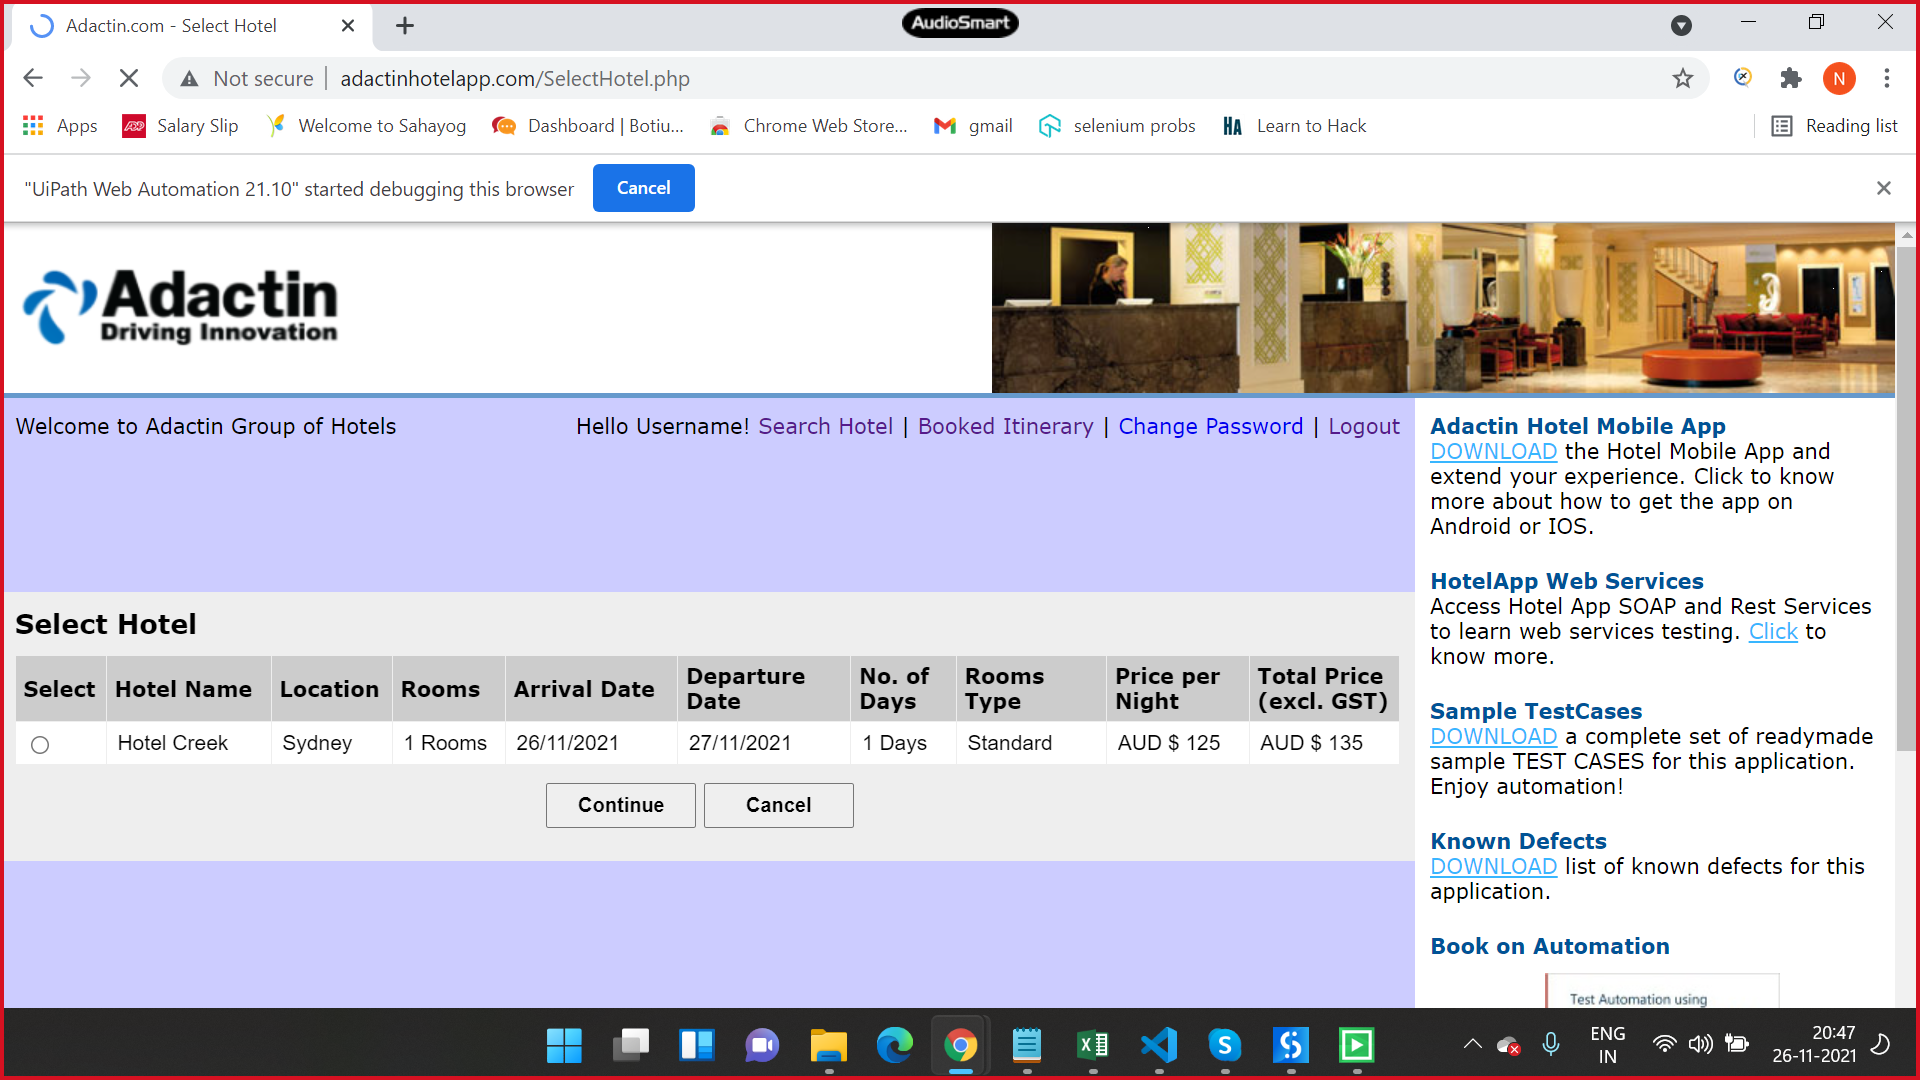 Adactin.com - Select Hotel
AudioSmart
Not secure
adactinhotelapp.com/SelectHotel.php
N
Apps
Salary Slip
Welcome to Sahayog
Dashboard | Botiu...
Chrome Web Store...
gmail
selenium probs
HA
Learn to Hack
Reading list
"UiPath Web Automation 21.10" started debugging this browser
Cancel
Adactin
Driving Innovation
Welcome to Adactin Group of Hotels
Hello Username! Search Hotel | Booked Itinerary | Change Password | Logout
Select Hotel
Select Hotel Name Location Rooms Arrival Date Departure Date No. of Days Rooms Type Price per Night Total Price (excl. GST)
Hotel Creek Sydney 1 Rooms 26/11/2021 27/11/2021 1 Days Standard AUD $ 125 AUD $ 135
Continue
Cancel
Adactin Hotel Mobile App
DOWNLOAD the Hotel Mobile App and
extend your experience. Click to know
more about how to get the app on
Android or IOS.
HotelApp Web Services
Access Hotel App SOAP and Rest Services
to learn web services testing. Click to
know more.
Sample TestCases
DOWNLOAD a complete set of readymade
sample TEST CASES for this application.
Enjoy automation!
Known Defects
DOWNLOAD list of known defects for this
application.
Book on Automation
Test Automation using
ENG
IN
20:47
26-11-2021